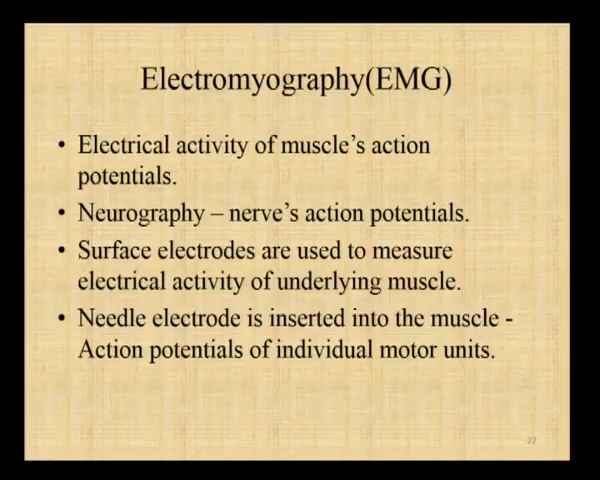 Electromyography(EMG)
• Electrical activity of muscle's action
potentials.
• Neurography – nerve's action potentials.
• Surface electrodes are used to measure
electrical activity of underlying muscle.
• Needle electrode is inserted into the muscle -
Action potentials of individual motor units.
27